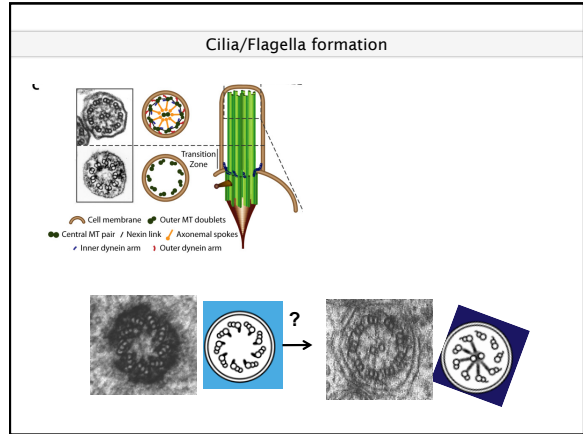 Cilia/Flagella formation
Transition
Zone
Cell membrane Outer MT doublets
Central MT pair Nexin link Axonemal spokes
Inner dynein arm Outer dynein arm
?